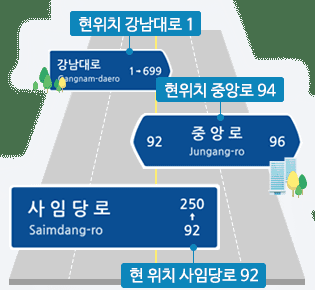 현위치 강남대로 1
강남대로 1→699
Gangnam-daero
현위치 중앙로 94
92 중앙로 96
Jungang-ro
사임당로 250
↑
Saimdang-ro 92
현 위치 사임당로 92